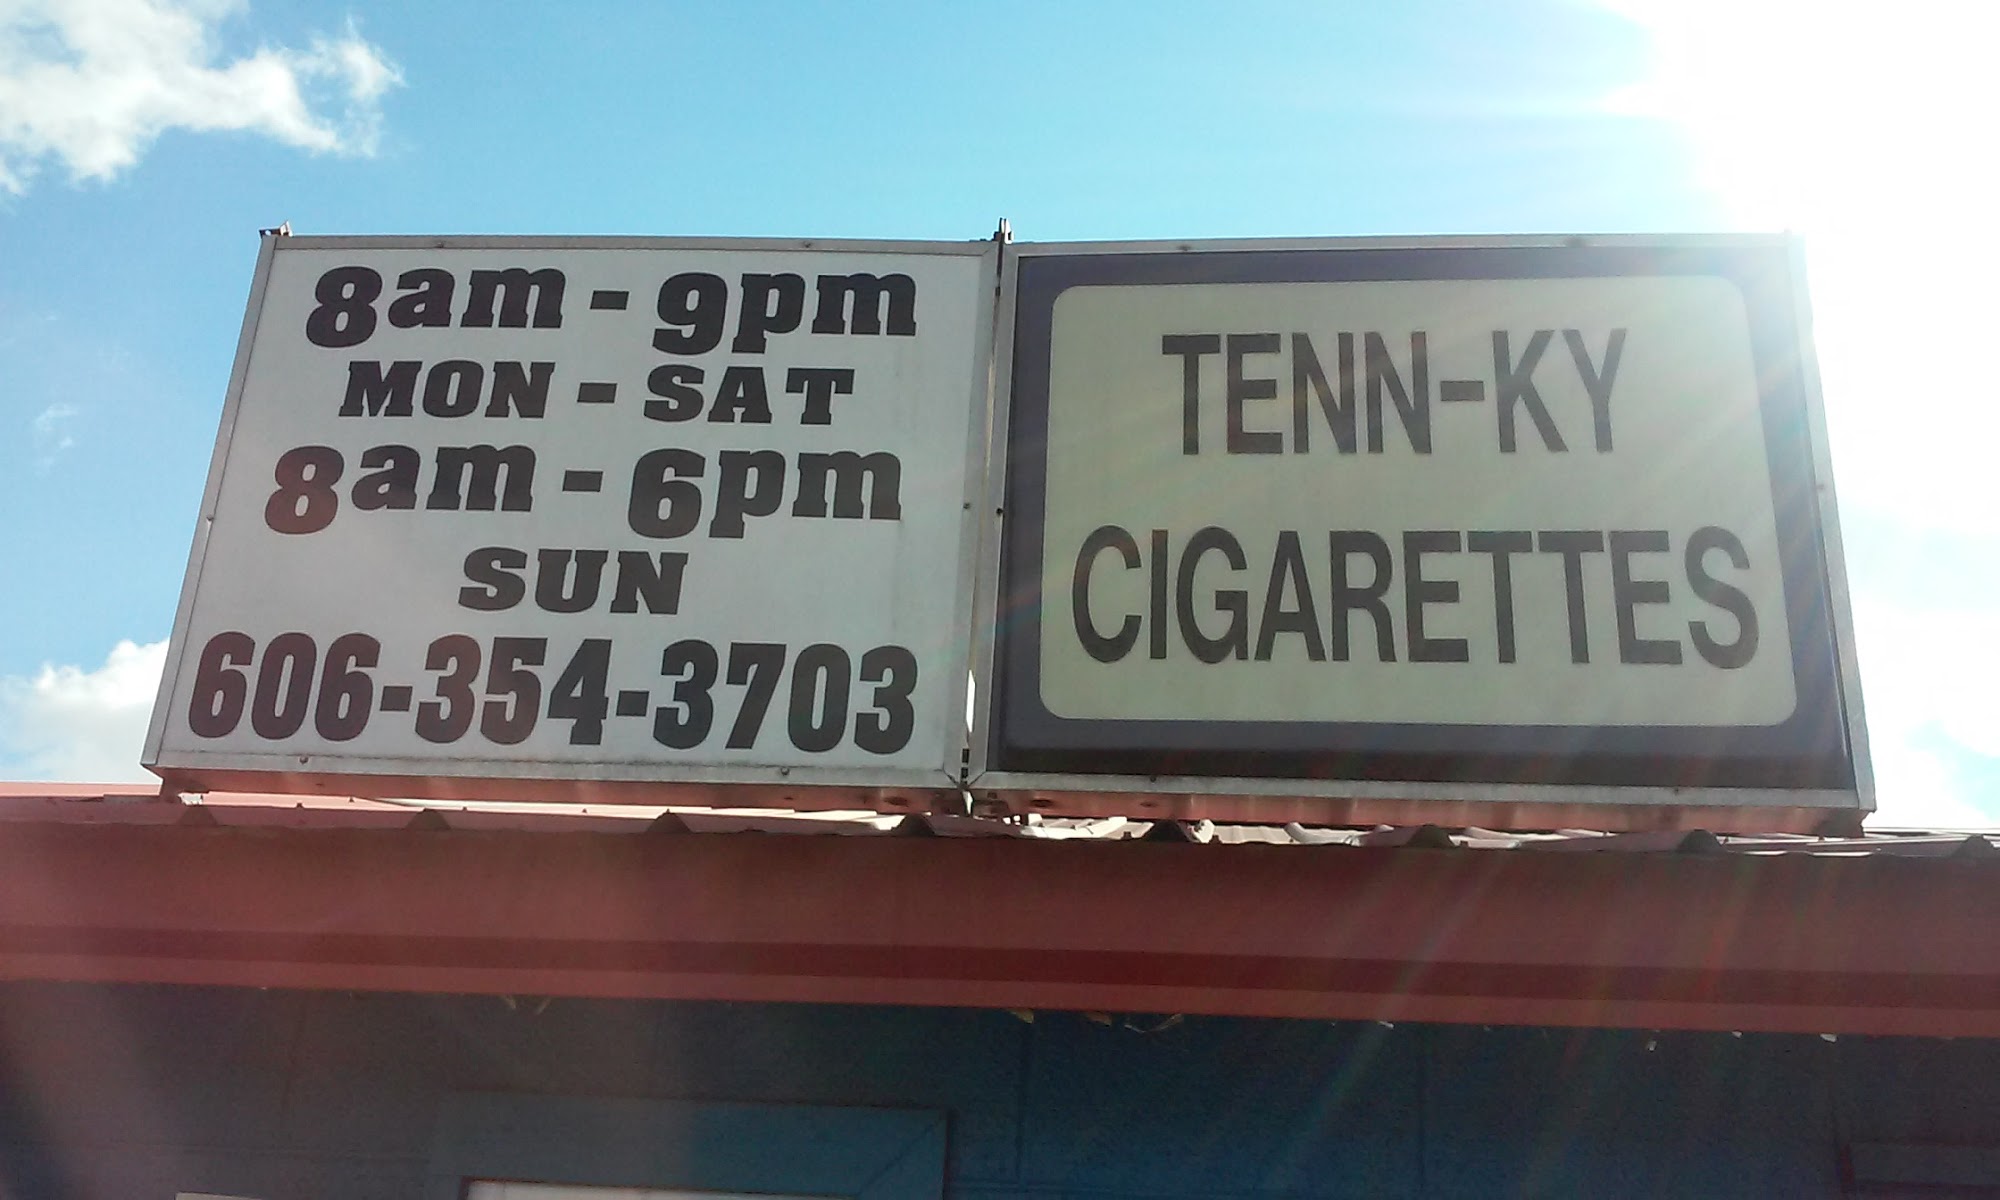 8am - 9pm
MON - SAT
8am - 6pm
SUN
606-354-3703
TENN-KY
CIGARETTES